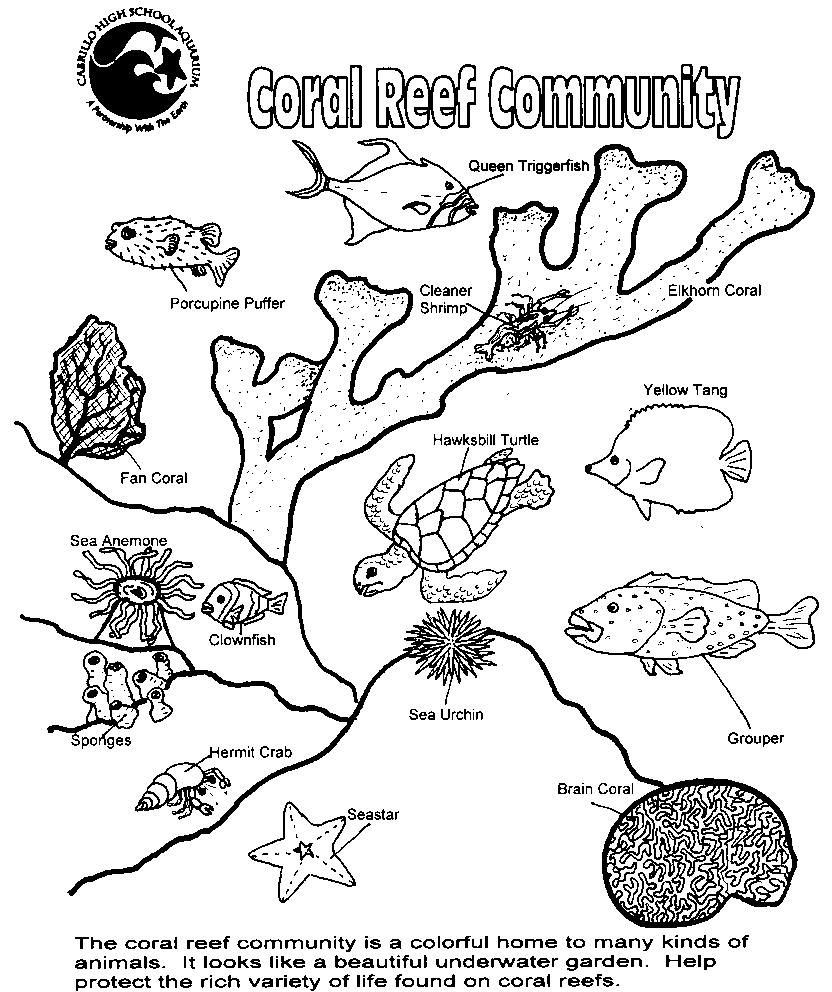 CABRILLO HIGH SCHOOL AQUARIUM
A Partnership With The Earth
Coral Reef Community
Queen Triggerfish
Porcupine Puffer
Cleaner
Shrimp
Elkhorn Coral
Yellow Tang
Hawksbill Turtle
Fan Coral
Sea Anemone
Clownfish
Sea Urchin
Sponges
Grouper
Hermit Crab
Brain Coral
Seastar
The coral reef community is a colorful home to many kinds of
animals. It looks like a beautiful underwater garden. Help
protect the rich variety of life found on coral reefs.